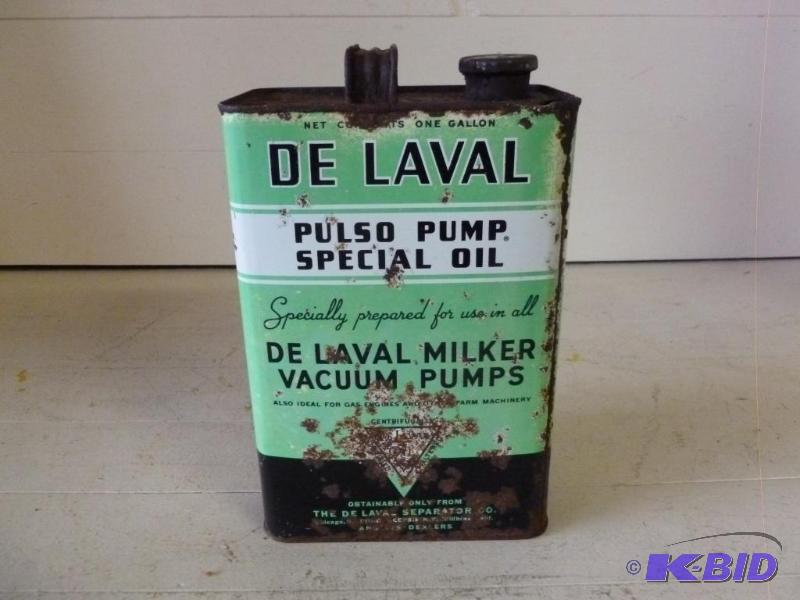 NET ONE GALLON
DE LAVAL
PULSO PUMP®
SPECIAL OIL
Specially prepared for use in all
DE LAVAL MILKER
VACUUM PUMPS
ALSO IDEAL FOR GAS ENGINES AND FARM MACHINERY
OBTAINABLE ONLY FROM
THE DE LAVAL SEPARATOR CO.
DEALERS
© K-BID